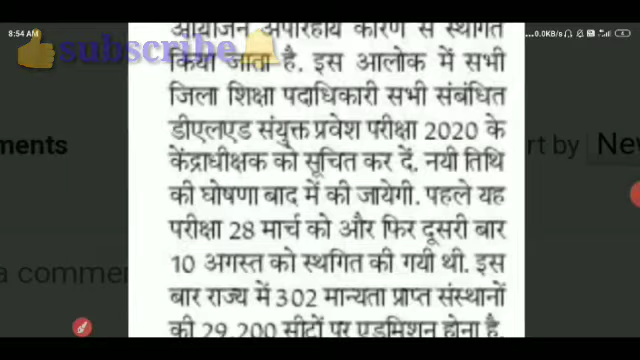 8:54 AM
...0.0KB/s
subscribe
आयोजन अपरिहार्य कारण से स्थगित
किया जाता है. इस आलोक में सभी
जिला शिक्षा पदाधिकारी सभी संबंधित
डीएलएड संयुक्त प्रवेश परीक्षा 2020 के
केंद्राधीक्षक को सूचित कर दें. नयी तिथि
की घोषणा बाद में की जायेगी. पहले यह
परीक्षा 28 मार्च को और फिर दूसरी बार
10 अगस्त को स्थगित की गयी थी. इस
बार राज्य में 302 मान्यता प्राप्त संस्थानों
की 29,200 सीटों पर एडमिशन होना है.
ments
rt by
New
a comme